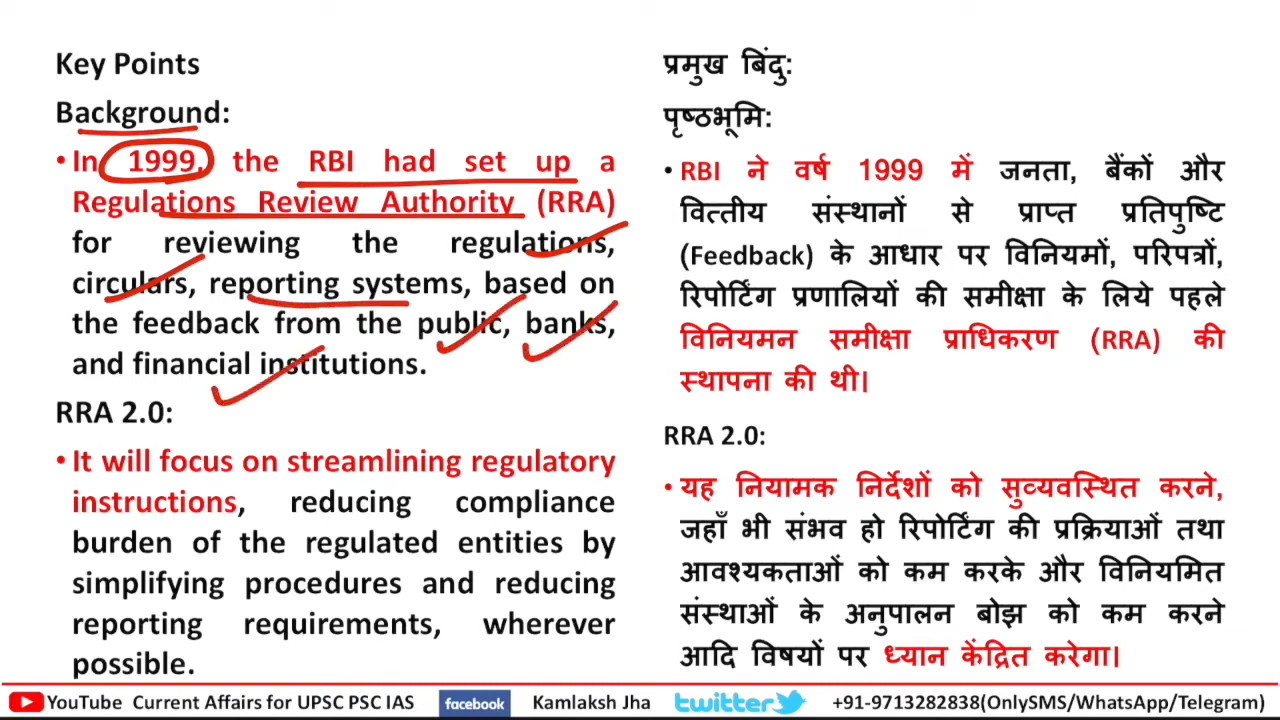 Key Points
Background:
• In 1999, the RBI had set up a
Regulations Review Authority (RRA)
for reviewing the regulations,
circulars, reporting systems, based on
the feedback from the public, banks,
and financial institutions.
RRA 2.0:
• It will focus on streamlining regulatory
instructions, reducing compliance
burden of the regulated entities by
simplifying procedures and reducing
reporting requirements, wherever
possible.
प्रमुख बिंदु:
पृष्ठभूमि:
• RBI ने वर्ष 1999 में जनता, बैंकों और
वित्तीय संस्थानों से प्राप्त प्रतिपुष्टि
(Feedback) के आधार पर विनियमों, परिपत्रों,
रिपोर्टिंग प्रणालियों की समीक्षा के लिये पहले
विनियमन समीक्षा प्राधिकरण (RRA) की
स्थापना की थी।
RRA 2.0:
• यह नियामक निर्देशों को सुव्यवस्थित करने,
जहाँ भी संभव हो रिपोर्टिंग की प्रक्रियाओं तथा
आवश्यकताओं को कम करके और विनियमित
संस्थाओं के अनुपालन बोझ को कम करने
आदि विषयों पर ध्यान केंद्रित करेगा।
YouTube Current Affairs for UPSC PSC IAS facebook Kamlaksh Jha twitter +91-9713282838(OnlySMS/WhatsApp/Telegram)